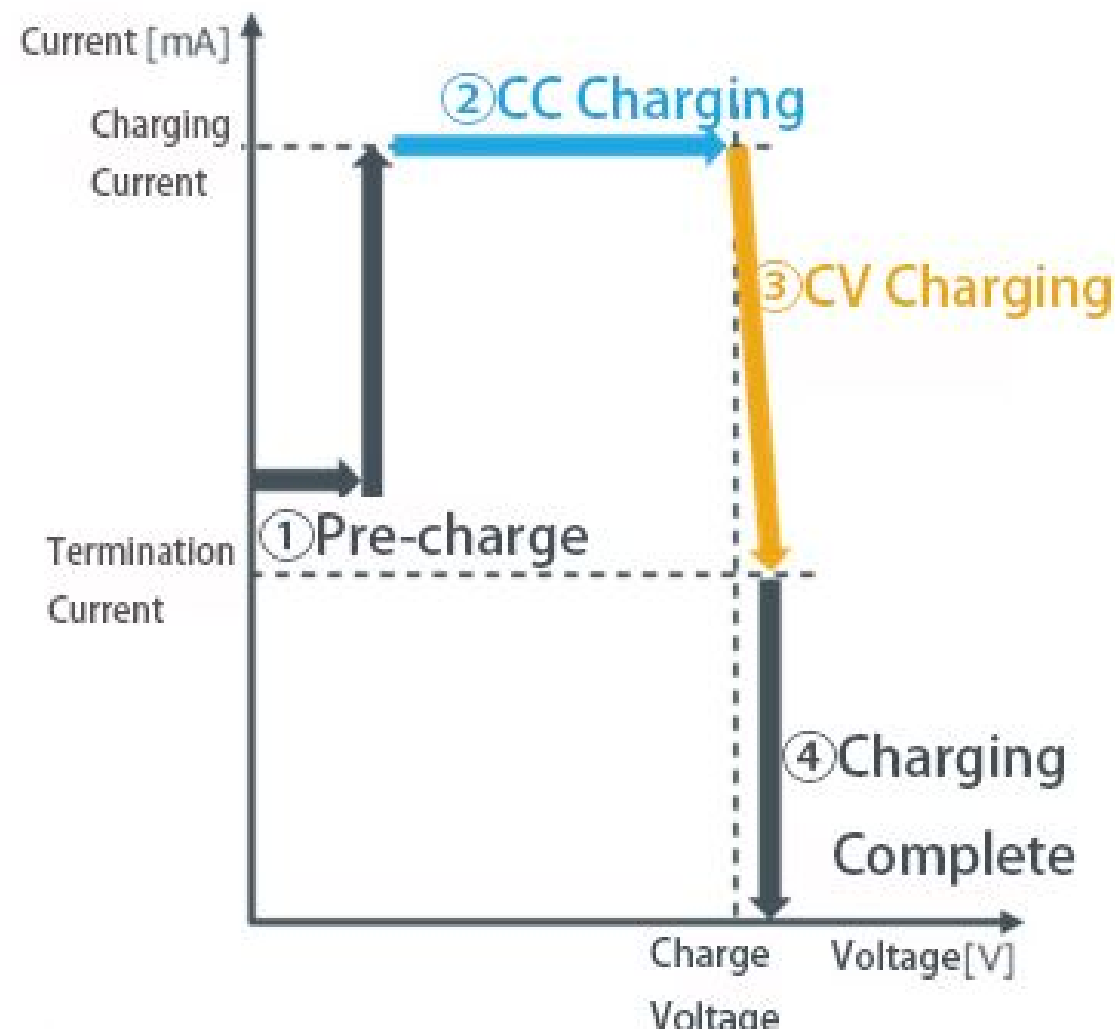 Current [mA]
②CC Charging
Charging
Current
③CV Charging
①Pre-charge
Termination
Current
④Charging
Complete
Charge
Voltage
Voltage[V]